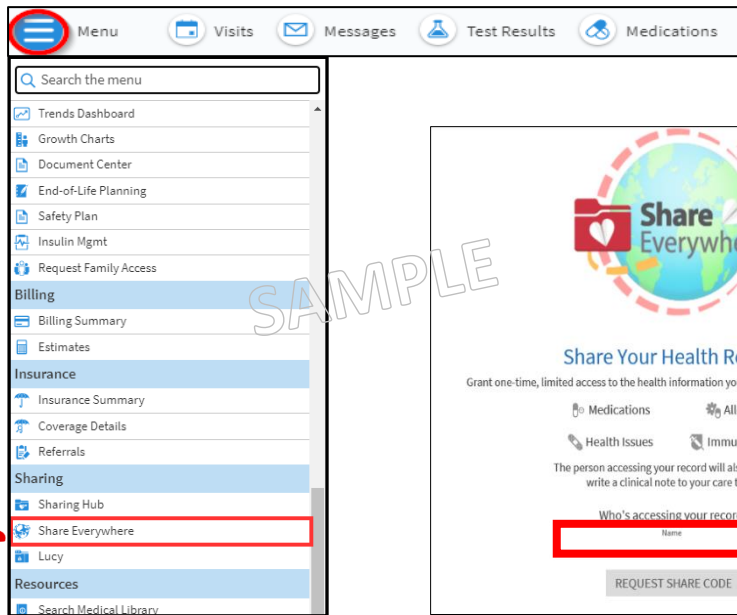 Menu
Visits
Messages
Test Results
Medications
Search the menu
Trends Dashboard
Growth Charts
Document Center
End-of-Life Planning
Safety Plan
Insulin Mgmt
Request Family Access
Billing
Billing Summary
Estimates
Insurance
Insurance Summary
Coverage Details
Referrals
Sharing
Sharing Hub
Share Everywhere
Lucy
Resources
Search Medical Library
SAMPLE
Share
Everywhe
Share Your Health Re
Grant one-time, limited access to the health information yo
Medications
All
Health Issues
Immu
The person accessing your record will als
write a clinical note to your care t
Who's accessing your recor
Name
REQUEST SHARE CODE